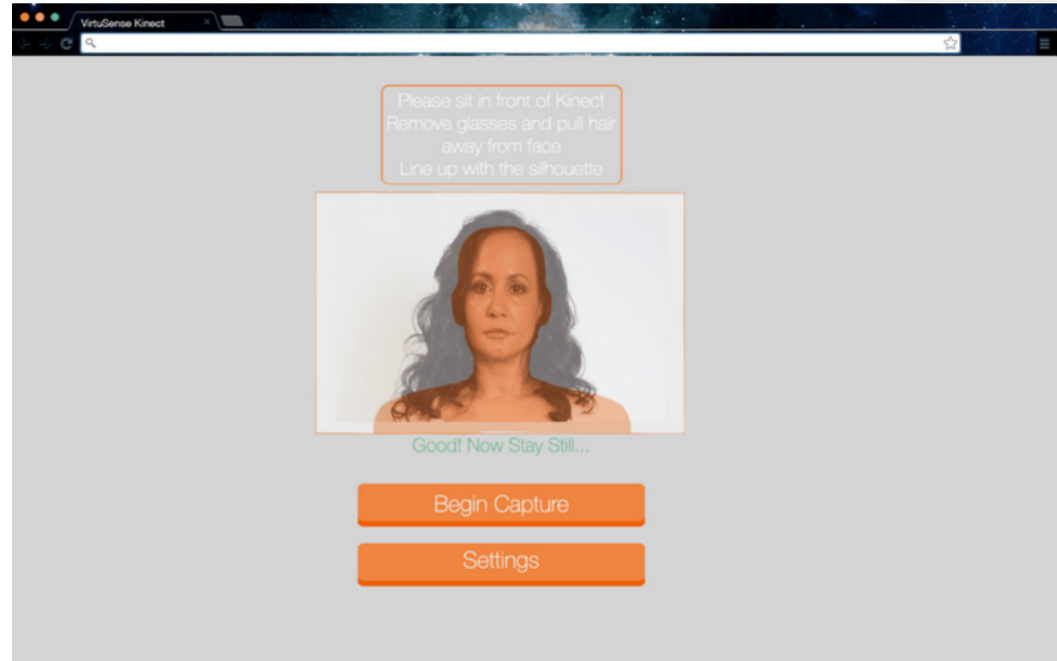 VirtuSense Kinect
Please sit in front of Kinect
Remove glasses and pull hair
away from face
Line up with the silhouette
Good! Now Stay Still...
Begin Capture
Settings